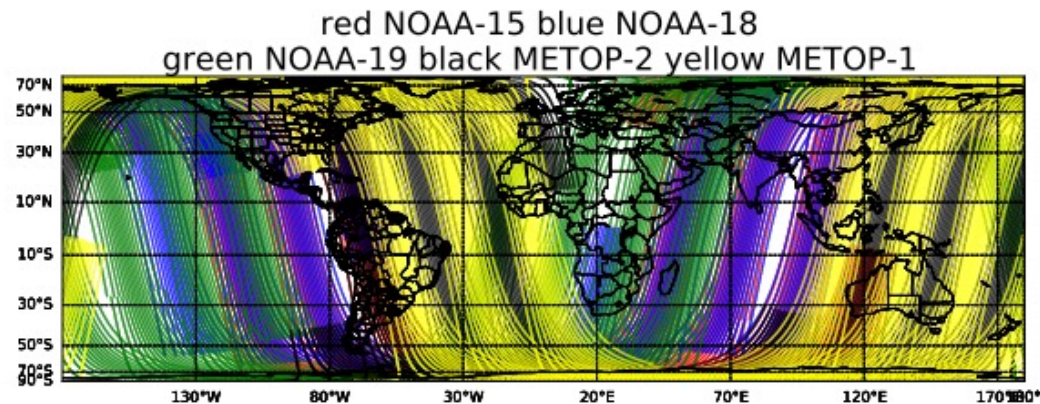 red NOAA-15 blue NOAA-18
green NOAA-19 black METOP-2 yellow METOP-1
70°N
50°N
30°N
10°N
10°S
30°S
50°S
70°S
90°S
130°W 80°W 30°W 20°E 70°E 120°E 170°E